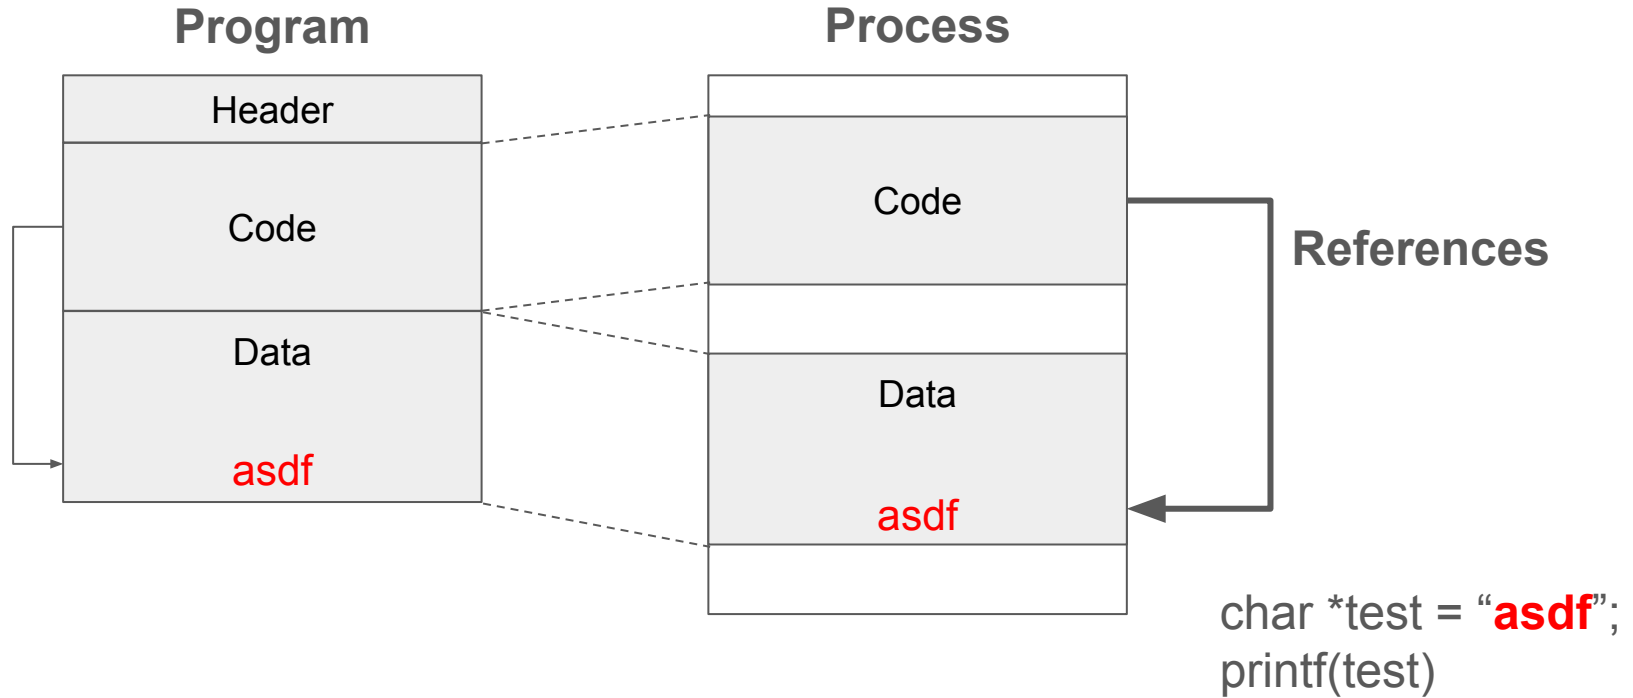 Program
Process
Header
Code
Data
asdf
Code
Data
asdf
References
char *test = “asdf”;
printf(test)